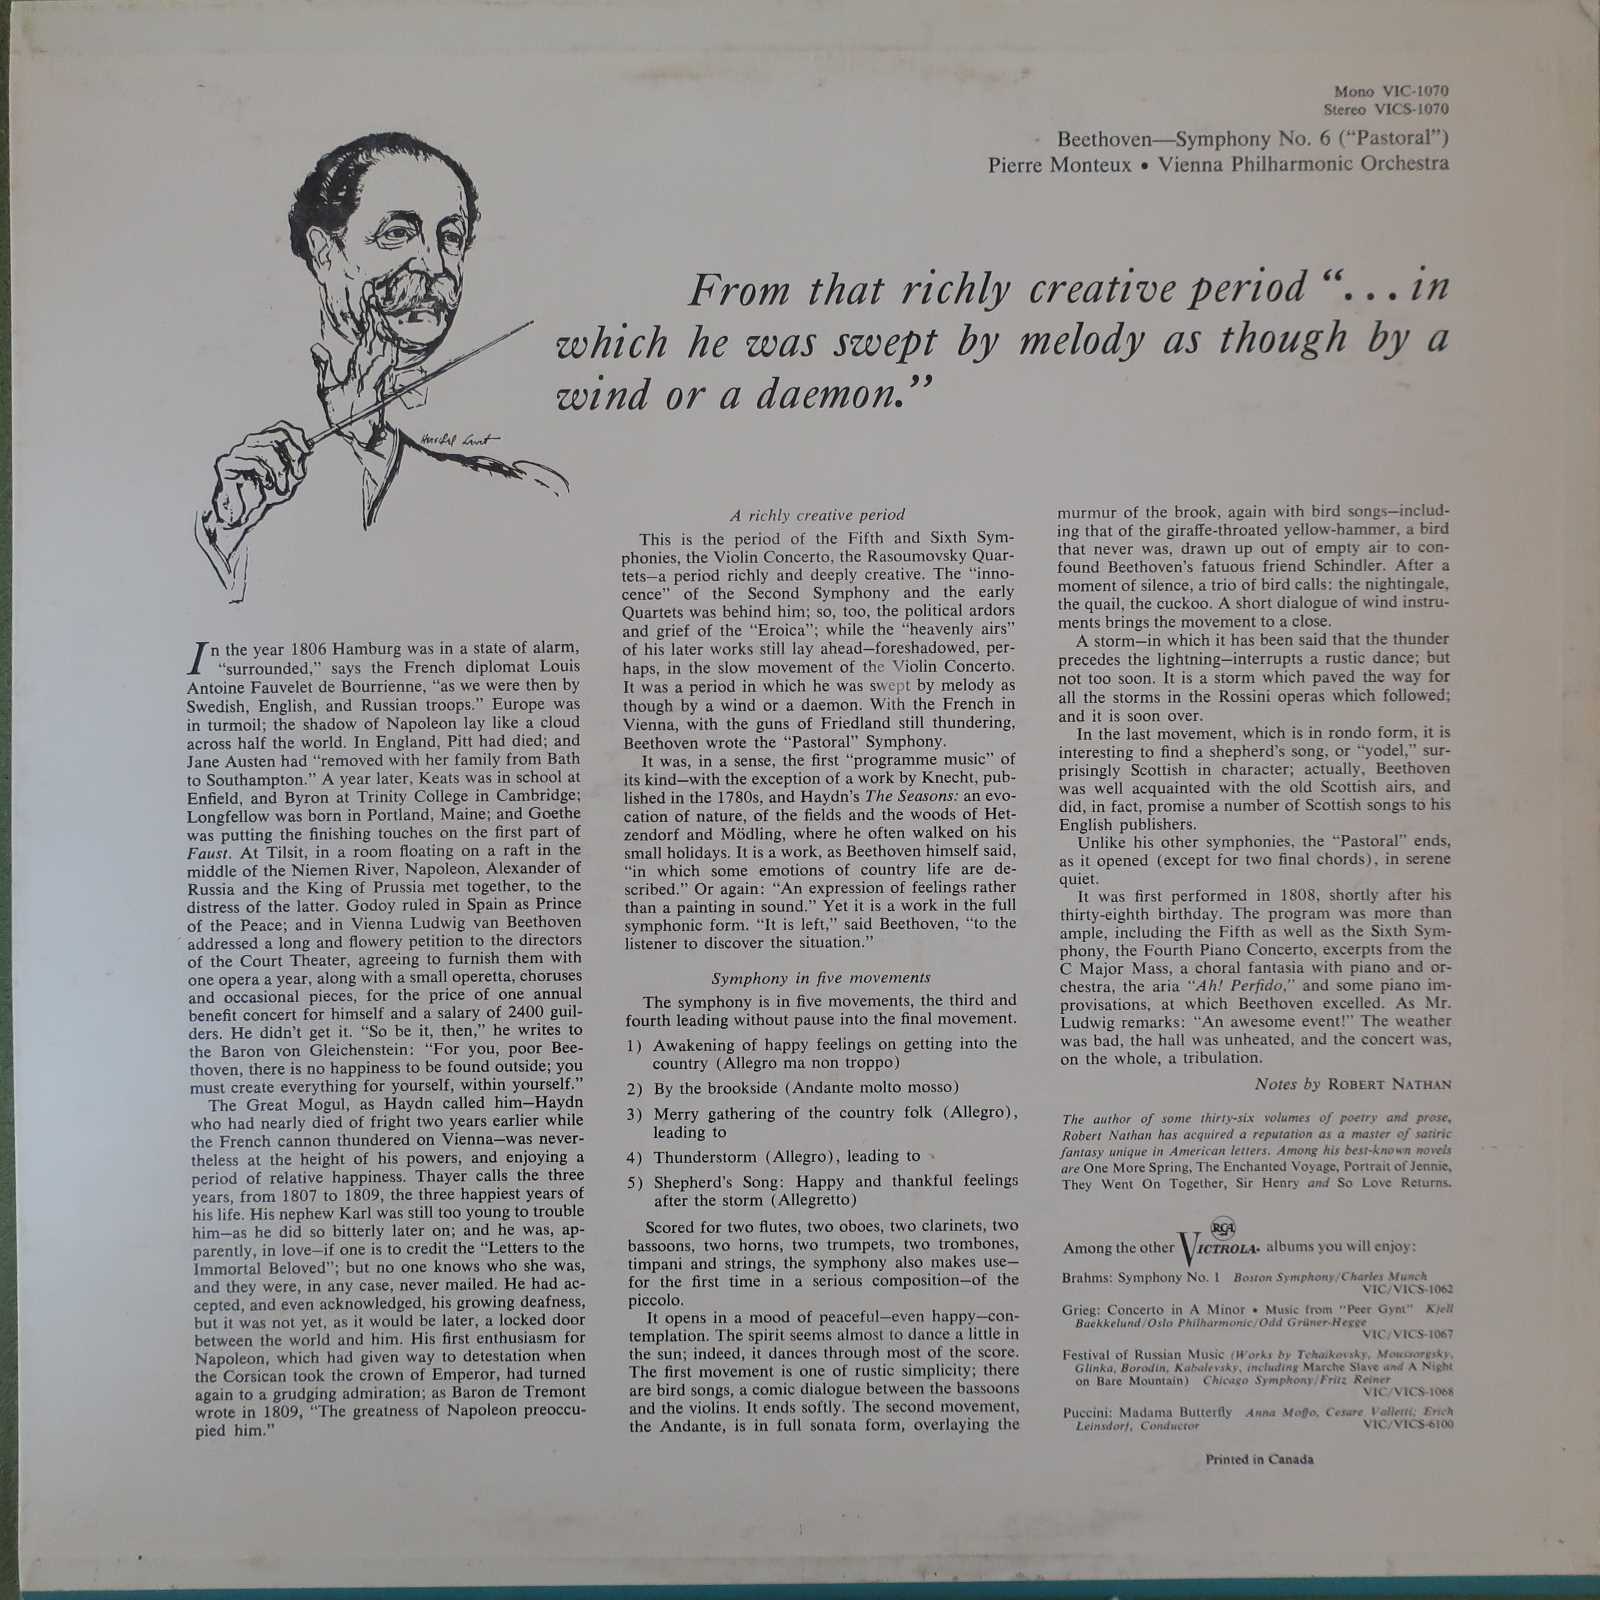 Mono VIC-1070
Stereo VICS-1070
Beethoven—Symphony No. 6 (“Pastoral”)
Pierre Monteux • Vienna Philharmonic Orchestra
From that richly creative period “. . . in
which he was swept by melody as though by a
wind or a daemon.”
In the year 1806 Hamburg was in a state of alarm,
“surrounded,” says the French diplomat Louis
Antoine Fauvelet de Bourrienne, “as we were then by
Swedish, English, and Russian troops.” Europe was
in turmoil; the shadow of Napoleon lay like a cloud
across half the world. In England, Pitt had died; and
Jane Austen had “removed with her family from Bath
to Southampton.” A year later, Keats was in school at
Enfield, and Byron at Trinity College in Cambridge;
Longfellow was born in Portland, Maine; and Goethe
was putting the finishing touches on the first part of
Faust. At Tilsit, in a room floating on a raft in the
middle of the Niemen River, Napoleon, Alexander of
Russia and the King of Prussia met together, to the
distress of the latter. Godoy ruled in Spain as Prince
of the Peace; and in Vienna Ludwig van Beethoven
addressed a long and flowery petition to the directors
of the Court Theater, agreeing to furnish them with
one opera a year, along with a small operetta, choruses
and occasional pieces, for the price of one annual
benefit concert for himself and a salary of 2400 guil-
ders. He didn’t get it. “So be it, then,” he writes to
the Baron von Gleichenstein: “For you, poor Bee-
thoven, there is no happiness to be found outside; you
must create everything for yourself, within yourself.”
The Great Mogul, as Haydn called him—Haydn
who had nearly died of fright two years earlier while
the French cannon thundered on Vienna—was never-
theless at the height of his powers, and enjoying a
period of relative happiness. Thayer calls the three
years, from 1807 to 1809, the three happiest years of
his life. His nephew Karl was still too young to trouble
him—as he did so bitterly later on; and he was, ap-
parently, in love—if one is to credit the “Letters to the
Immortal Beloved”; but no one knows who she was,
and they were, in any case, never mailed. He had ac-
cepted, and even acknowledged, his growing deafness,
but it was not yet, as it would be later, a locked door
between the world and him. His first enthusiasm for
Napoleon, which had given way to detestation when
the Corsican took the crown of Emperor, had turned
again to a grudging admiration; as Baron de Tremont
wrote in 1809, “The greatness of Napoleon preoccu-
pied him.”
A richly creative period
This is the period of the Fifth and Sixth Sym-
phonies, the Violin Concerto, the Rasoumovsky Quar-
tets—a period richly and deeply creative. The “inno-
cence” of the Second Symphony and the early
Quartets was behind him; so, too, the political ardors
and grief of the “Eroica”; while the “heavenly airs”
of his later works still lay ahead—foreshadowed, per-
haps, in the slow movement of the Violin Concerto.
It was a period in which he was swept by melody as
though by a wind or a daemon. With the French in
Vienna, with the guns of Friedland still thundering,
Beethoven wrote the “Pastoral” Symphony.
It was, in a sense, the first “programme music” of
its kind—with the exception of a work by Knecht, pub-
lished in the 1780s, and Haydn’s The Seasons: an evo-
cation of nature, of the fields and the woods of Het-
zendorf and Mödling, where he often walked on his
small holidays. It is a work, as Beethoven himself said,
“in which some emotions of country life are de-
scribed.” Or again: “An expression of feelings rather
than a painting in sound.” Yet it is a work in the full
symphonic form. “It is left,” said Beethoven, “to the
listener to discover the situation.”
Symphony in five movements
The symphony is in five movements, the third and
fourth leading without pause into the final movement.
1) Awakening of happy feelings on getting into the
country (Allegro ma non troppo)
2) By the brookside (Andante molto mosso)
3) Merry gathering of the country folk (Allegro),
leading to
4) Thunderstorm (Allegro), leading to
5) Shepherd’s Song: Happy and thankful feelings
after the storm (Allegretto)
Scored for two flutes, two oboes, two clarinets, two
bassoons, two horns, two trumpets, two trombones,
timpani and strings, the symphony also makes use—
for the first time in a serious composition—of the
piccolo.
It opens in a mood of peaceful—even happy—con-
templation. The spirit seems almost to dance a little in
the sun; indeed, it dances through most of the score.
The first movement is one of rustic simplicity; there
are bird songs, a comic dialogue between the bassoons
and the violins. It ends softly. The second movement,
the Andante, is in full sonata form, overlaying the
murmur of the brook, again with bird songs—includ-
ing that of the giraffe-throated yellow-hammer, a bird
that never was, drawn up out of empty air to con-
found Beethoven’s fatuous friend Schindler. After a
moment of silence, a trio of bird calls: the nightingale,
the quail, the cuckoo. A short dialogue of wind instru-
ments brings the movement to a close.
A storm—in which it has been said that the thunder
precedes the lightning—interrupts a rustic dance; but
not too soon. It is a storm which paved the way for
all the storms in the Rossini operas which followed;
and it is soon over.
In the last movement, which is in rondo form, it is
interesting to find a shepherd’s song, or “yodel,” sur-
prisingly Scottish in character; actually, Beethoven
was well acquainted with the old Scottish airs, and
did, in fact, promise a number of Scottish songs to his
English publishers.
Unlike his other symphonies, the “Pastoral” ends,
as it opened (except for two final chords), in serene
quiet.
It was first performed in 1808, shortly after his
thirty-eighth birthday. The program was more than
ample, including the Fifth as well as the Sixth Sym-
phony, the Fourth Piano Concerto, excerpts from the
C Major Mass, a choral fantasia with piano and or-
chestra, the aria “Ah! Perfido,” and some piano im-
provisations, at which Beethoven excelled. As Mr.
Ludwig remarks: “An awesome event!” The weather
was bad, the hall was unheated, and the concert was,
on the whole, a tribulation.
Notes by ROBERT NATHAN
The author of some thirty-six volumes of poetry and prose,
Robert Nathan has acquired a reputation as a master of satiric
fantasy unique in American letters. Among his best-known novels
are One More Spring, The Enchanted Voyage, Portrait of Jennie,
They Went On Together, Sir Henry and So Love Returns.
RCA
Among the other VICTROLA. albums you will enjoy:
Brahms: Symphony No. 1 Boston Symphony/Charles Munch
VIC/VICS-1062
Grieg: Concerto in A Minor • Music from “Peer Gynt” Kjell
Baekkelund/Oslo Philharmonic/Odd Grüner-Hegge
VIC/VICS-1067
Festival of Russian Music (Works by Tchaikovsky, Moussorgsky,
Glinka, Borodin, Kabalevsky, including Marche Slave and A Night
on Bare Mountain) Chicago Symphony/Fritz Reiner
VIC/VICS-1068
Puccini: Madama Butterfly Anna Moffo, Cesare Valletti; Erich
Leinsdorf, Conductor VIC/VICS-6100
Printed in Canada